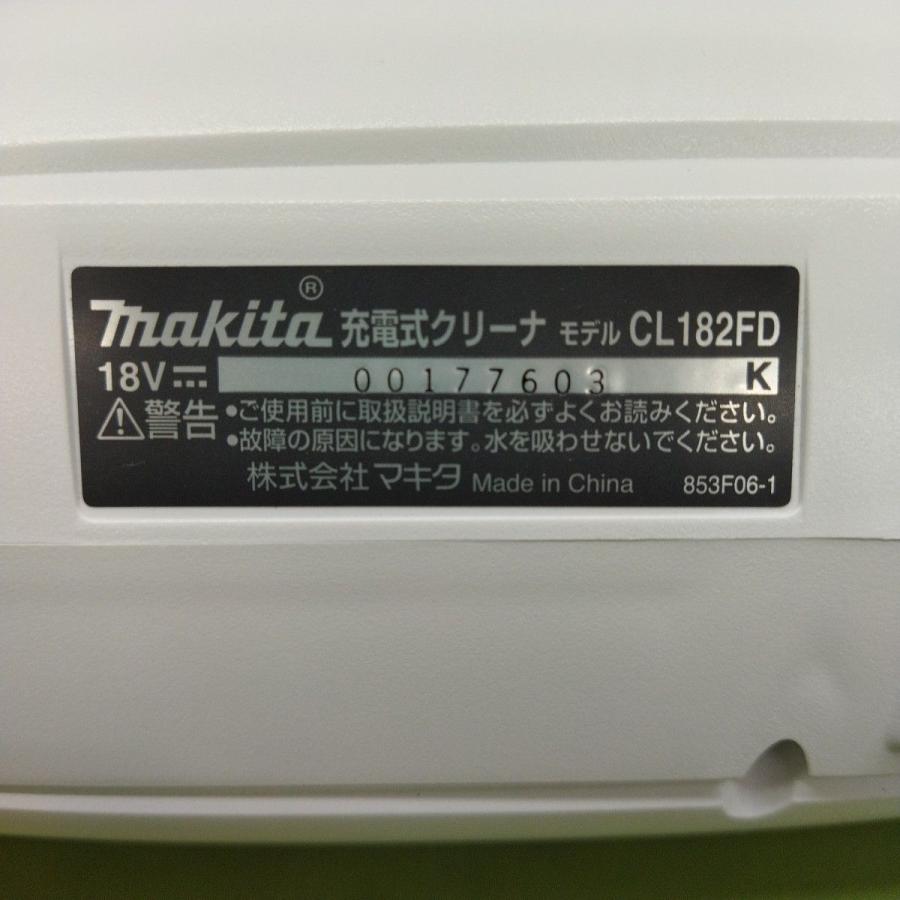 makita® 充電式クリーナ モデル CL182FD
18V⎓ 00177603 K
⚠警告 •ご使用前に取扱説明書を必ずよくお読みください。
•故障の原因になります。水を吸わせないでください。
株式会社マキタ Made in China 853F06-1